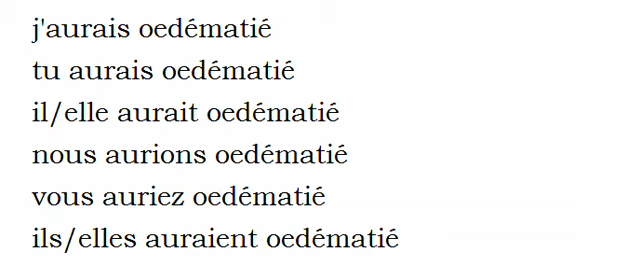 j'aurais oedématié
tu aurais oedématié
il/elle aurait oedématié
nous aurions oedématié
vous auriez oedématié
ils/elles auraient oedématié